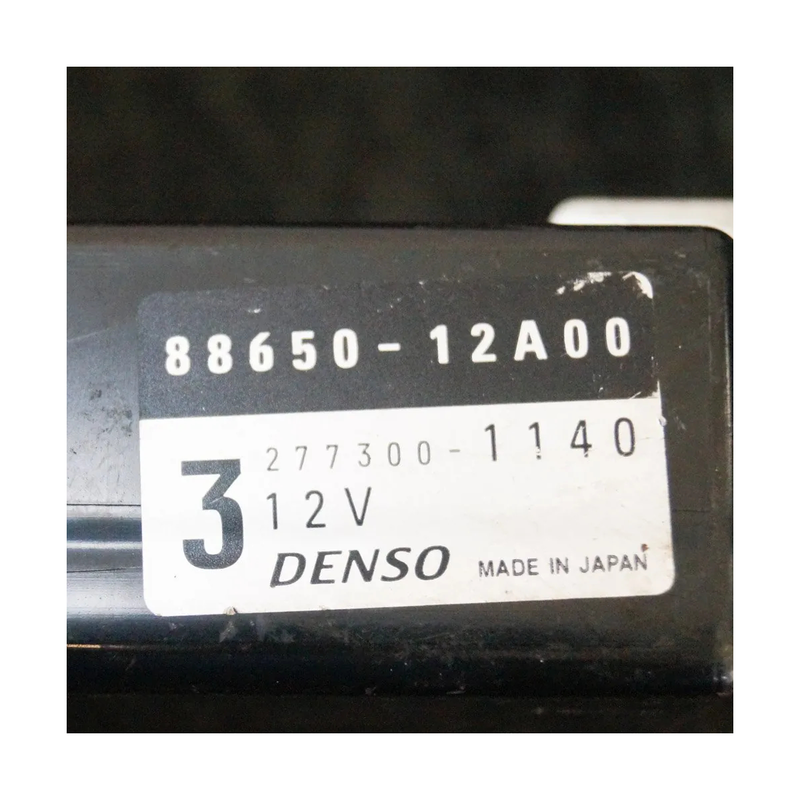 88650-12A00
3
277300-1140
12V
DENSO MADE IN JAPAN